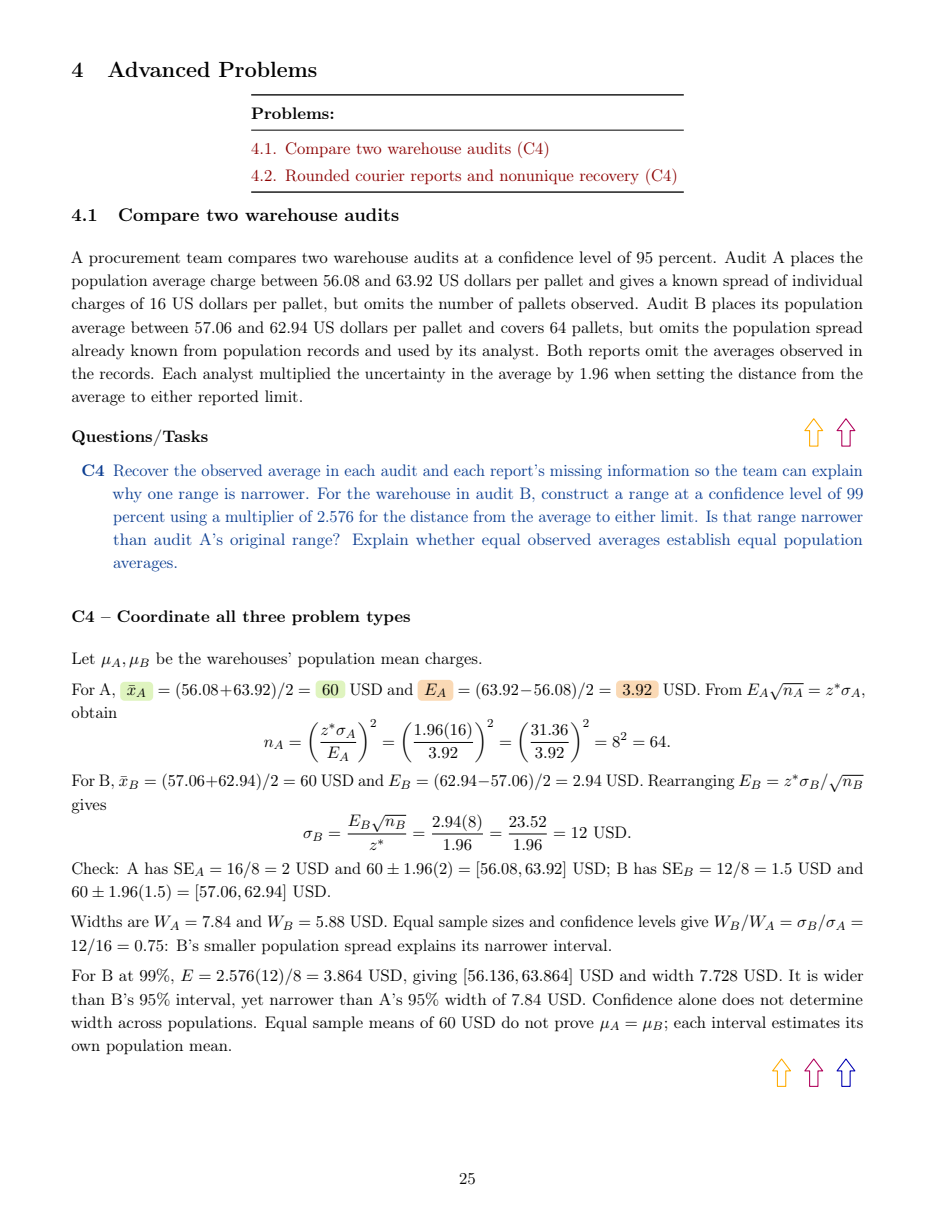 4 Advanced Problems
Problems:
4.1. Compare two warehouse audits (C4)
4.2. Rounded courier reports and nonunique recovery (C4)
4.1 Compare two warehouse audits
A procurement team compares two warehouse audits at a confidence level of 95 percent. Audit A places the
population average charge between 56.08 and 63.92 US dollars per pallet and gives a known spread of individual
charges of 16 US dollars per pallet, but omits the number of pallets observed. Audit B places its population
average between 57.06 and 62.94 US dollars per pallet and covers 64 pallets, but omits the population spread
already known from population records and used by its analyst. Both reports omit the averages observed in
the records. Each analyst multiplied the uncertainty in the average by 1.96 when setting the distance from the
average to either reported limit.
Questions/Tasks
C4 Recover the observed average in each audit and each report's missing information so the team can explain
why one range is narrower. For the warehouse in audit B, construct a range at a confidence level of 99
percent using a multiplier of 2.576 for the distance from the average to either limit. Is that range narrower
than audit A's original range? Explain whether equal observed averages establish equal population
averages.
C4 – Coordinate all three problem types
Let μ_A, μ_B be the warehouses' population mean charges.
For A, x̄_A = (56.08+63.92)/2 = 60 USD and E_A = (63.92−56.08)/2 = 3.92 USD. From E_A√n_A = z*σ_A,
obtain
n_A = (z*σ_A / E_A)² = (1.96(16) / 3.92)² = (31.36 / 3.92)² = 8² = 64.
For B, x̄_B = (57.06+62.94)/2 = 60 USD and E_B = (62.94−57.06)/2 = 2.94 USD. Rearranging E_B = z*σ_B/√n_B
gives
σ_B = E_B√n_B / z* = 2.94(8) / 1.96 = 23.52 / 1.96 = 12 USD.
Check: A has SE_A = 16/8 = 2 USD and 60 ± 1.96(2) = [56.08, 63.92] USD; B has SE_B = 12/8 = 1.5 USD and
60 ± 1.96(1.5) = [57.06, 62.94] USD.
Widths are W_A = 7.84 and W_B = 5.88 USD. Equal sample sizes and confidence levels give W_B/W_A = σ_B/σ_A =
12/16 = 0.75: B's smaller population spread explains its narrower interval.
For B at 99%, E = 2.576(12)/8 = 3.864 USD, giving [56.136, 63.864] USD and width 7.728 USD. It is wider
than B's 95% interval, yet narrower than A's 95% width of 7.84 USD. Confidence alone does not determine
width across populations. Equal sample means of 60 USD do not prove μ_A = μ_B; each interval estimates its
own population mean.
25